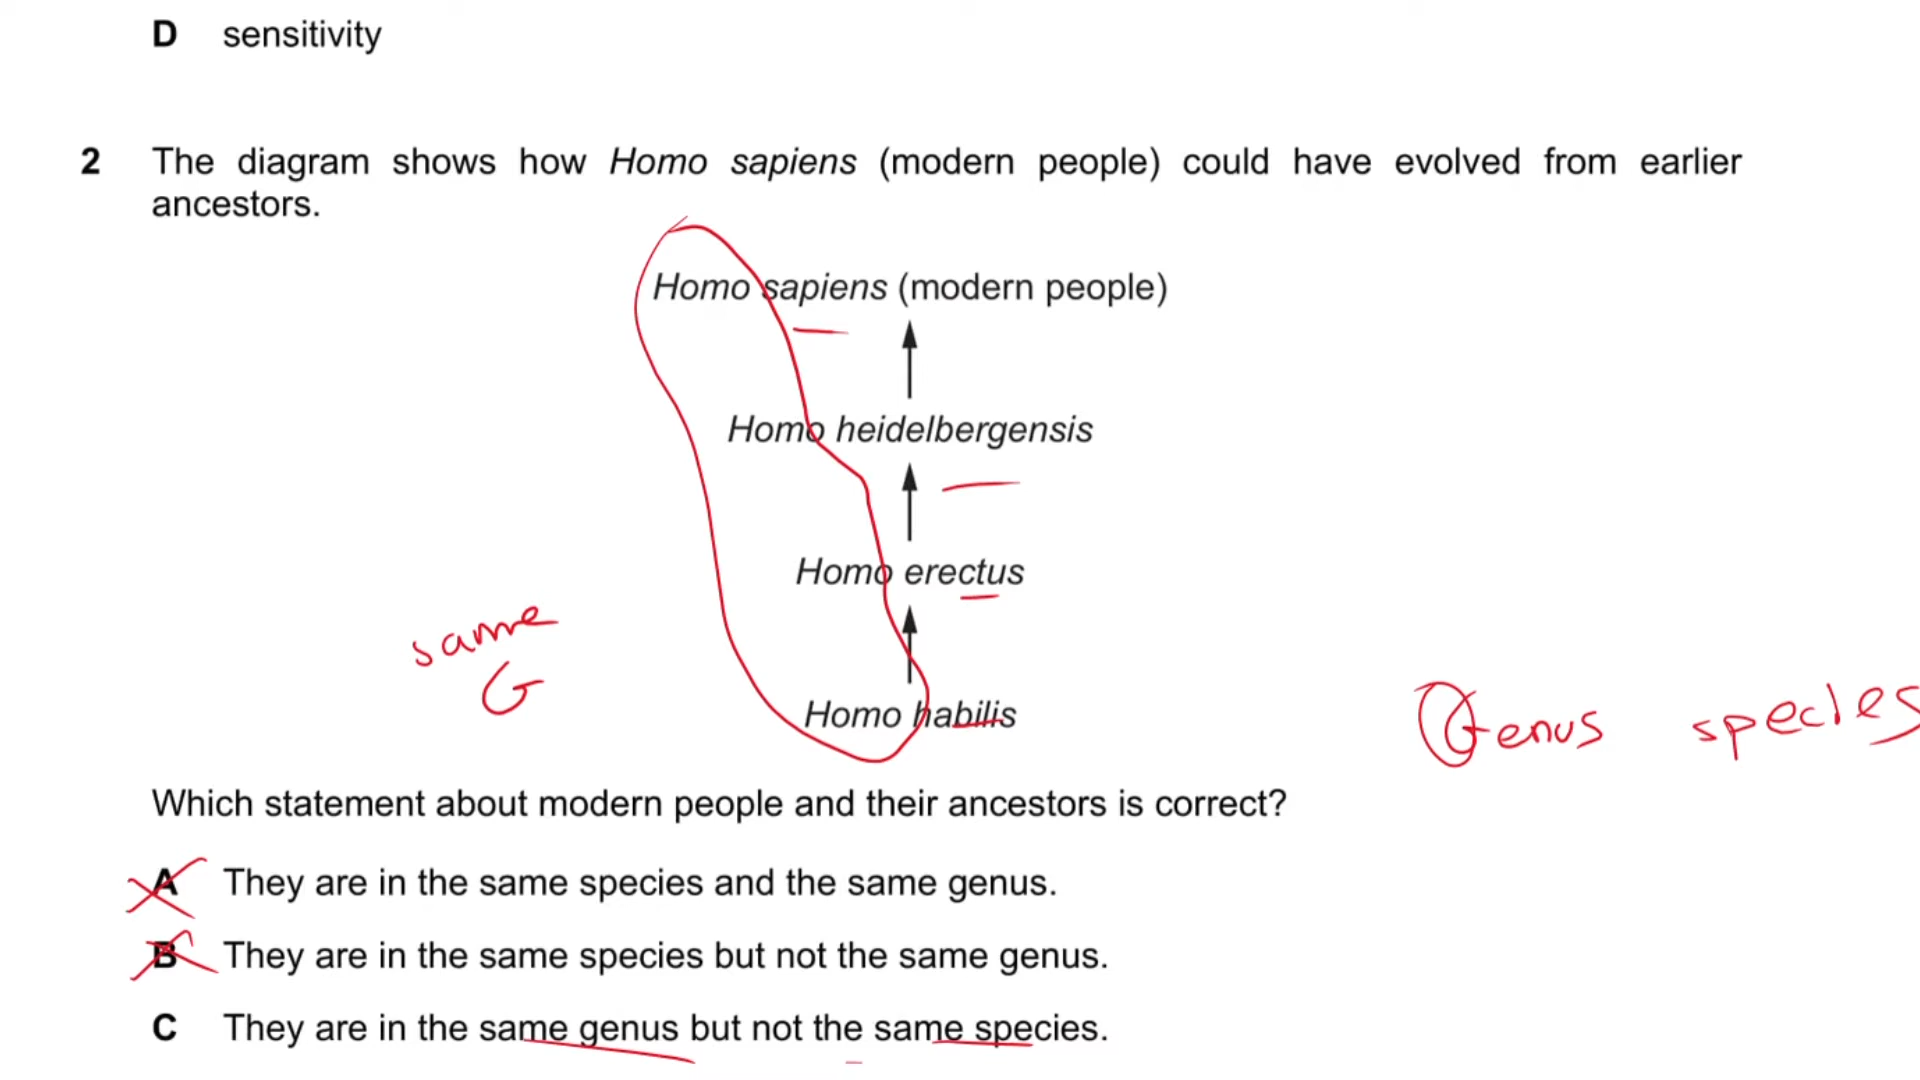 D sensitivity
2 The diagram shows how Homo sapiens (modern people) could have evolved from earlier
ancestors.
Homo sapiens (modern people)
Homo heidelbergensis
Homo erectus
same
G
Homo habilis
Genus species
Which statement about modern people and their ancestors is correct?
A They are in the same species and the same genus.
B They are in the same species but not the same genus.
C They are in the same genus but not the same species.